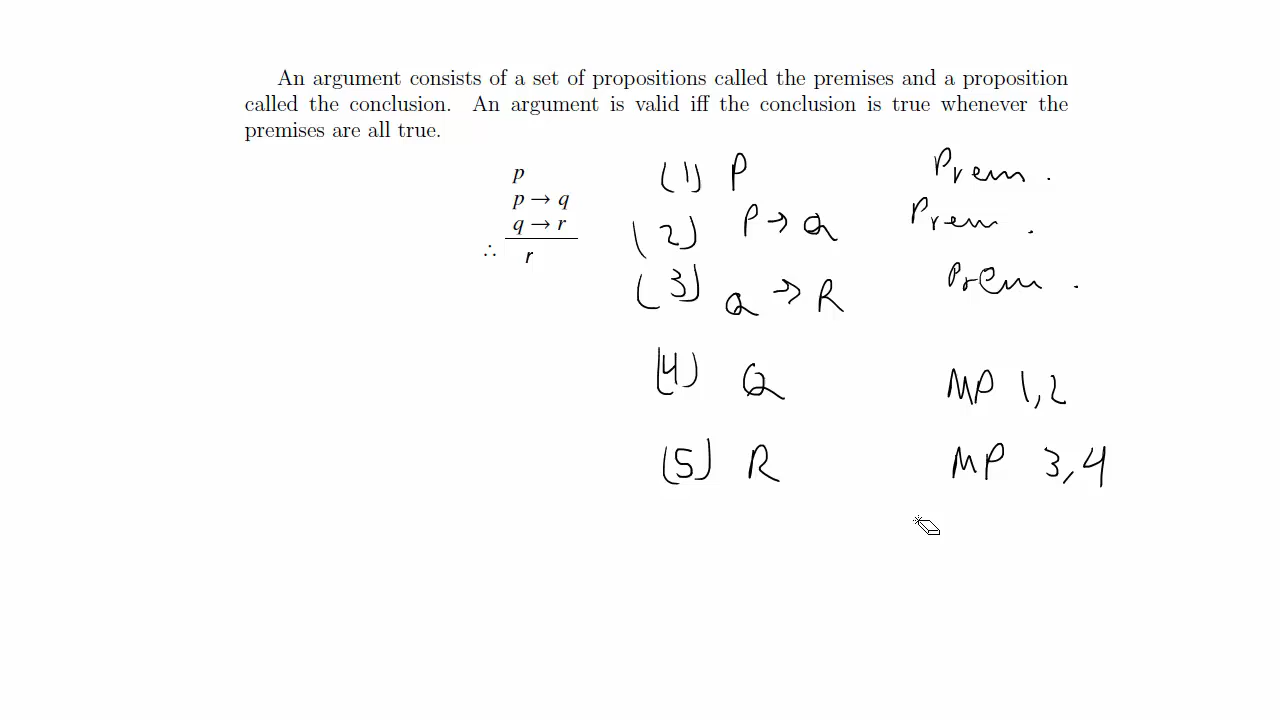 An argument consists of a set of propositions called the premises and a proposition
called the conclusion. An argument is valid iff the conclusion is true whenever the
premises are all true.
p
p → q
q → r
∴ r
(1) P Prem.
(2) P → Q Prem.
(3) Q → R Prem.
(4) Q MP 1,2
(5) R MP 3,4